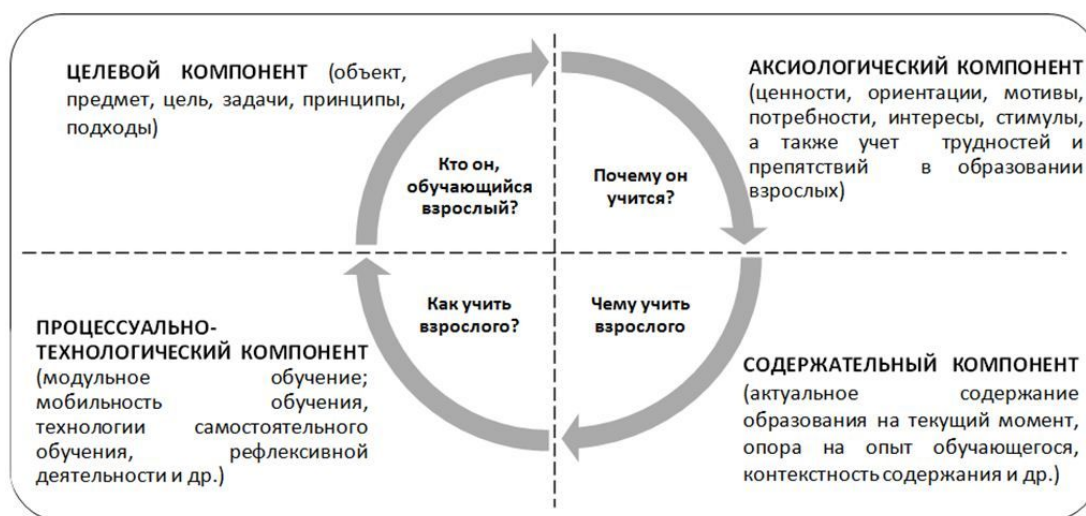 ЦЕЛЕВОЙ КОМПОНЕНТ (объект,
предмет, цель, задачи, принципы,
подходы)
Кто он,
обучающийся
взрослый?
Почему он
учится?
АКСИОЛОГИЧЕСКИЙ КОМПОНЕНТ
(ценности, ориентации, мотивы,
потребности, интересы, стимулы,
а также учет трудностей и
препятствий в образовании
взрослых)
ПРОЦЕССУАЛЬНО-
ТЕХНОЛОГИЧЕСКИЙ КОМПОНЕНТ
(модульное обучение;
мобильность обучения,
технологии самостоятельного
обучения, рефлексивной
деятельности и др.)
Как учить
взрослого?
Чему учить
взрослого
СОДЕРЖАТЕЛЬНЫЙ КОМПОНЕНТ
(актуальное содержание
образования на текущий момент,
опора на опыт обучающегося,
контекстность содержания и др.)